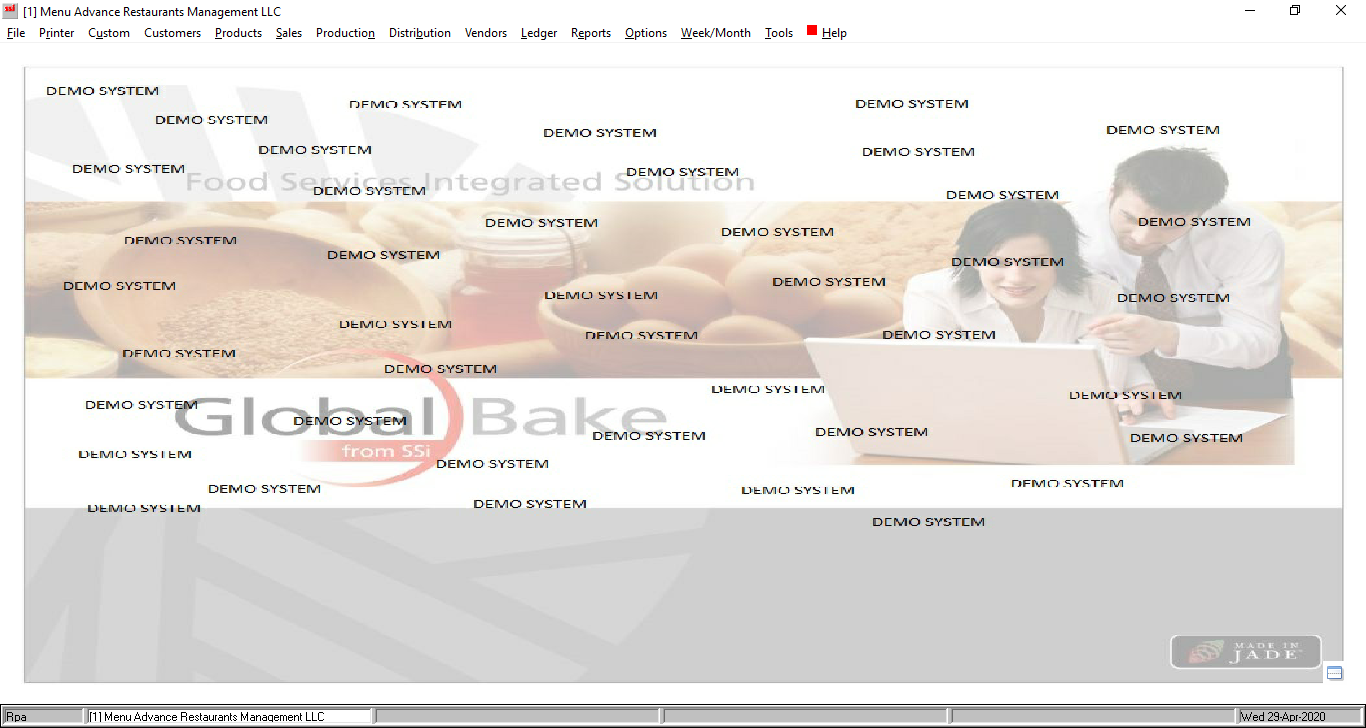 [1] Menu Advance Restaurants Management LLC
File Printer Custom Customers Products Sales Production Distribution Vendors Ledger Reports Options Week/Month Tools Help
DEMO SYSTEM
DEMO SYSTEM DEMO SYSTEM
DEMO SYSTEM
DEMO SYSTEM DEMO SYSTEM
DEMO SYSTEM DEMO SYSTEM
DEMO SYSTEM DEMO SYSTEM
Food Services Integrated Solution
DEMO SYSTEM DEMO SYSTEM
DEMO SYSTEM DEMO SYSTEM
DEMO SYSTEM DEMO SYSTEM
DEMO SYSTEM DEMO SYSTEM
DEMO SYSTEM DEMO SYSTEM
DEMO SYSTEM DEMO SYSTEM
DEMO SYSTEM
DEMO SYSTEM DEMO SYSTEM
DEMO SYSTEM
DEMO SYSTEM
DEMO SYSTEM DEMO SYSTEM
DEMO SYSTEM
Global Bake
DEMO SYSTEM
DEMO SYSTEM DEMO SYSTEM DEMO SYSTEM
from SSi
DEMO SYSTEM
DEMO SYSTEM
DEMO SYSTEM DEMO SYSTEM DEMO SYSTEM
DEMO SYSTEM DEMO SYSTEM
DEMO SYSTEM
MADE IN
JADE
Rpa [1] Menu Advance Restaurants Management LLC Wed 29-Apr-2020